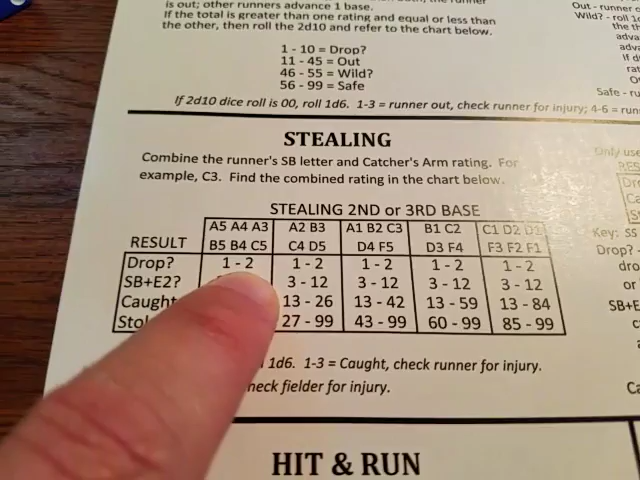 is out; other runners advance 1 base.
If the total is greater than one rating and equal or less than
the other, then roll the 2d10 and refer to the chart below.
1 - 10 = Drop?
11 - 45 = Out
46 - 55 = Wild?
56 - 99 = Safe
If 2d10 dice roll is 00, roll 1d6. 1-3 = runner out, check runner for injury; 4-6 = run
Out - runner
Wild? - roll 1
the
adva
adva
If
Safe - ru
STEALING
Combine the runner's SB letter and Catcher's Arm rating. For
example, C3. Find the combined rating in the chart below.
STEALING 2ND or 3RD BASE
RESULT
A5 A4 A3 A2 B3 A1 B2 C3 B1 C2 C1 D2 D1
B5 B4 C5 C4 D5 D4 F5 D3 F4 F3 F2 F1
Drop? 1 - 2 1 - 2 1 - 2 1 - 2 1 - 2
SB+E2? 3 - 12 3 - 12 3 - 12 3 - 12
Caught 13 - 26 13 - 42 13 - 59 13 - 84
27 - 99 43 - 99 60 - 99 85 - 99
1d6. 1-3 = Caught, check runner for injury.
fielder for injury.
Only use
Key: SS
Drop? -
dro
or
SB+E
HIT & RUN